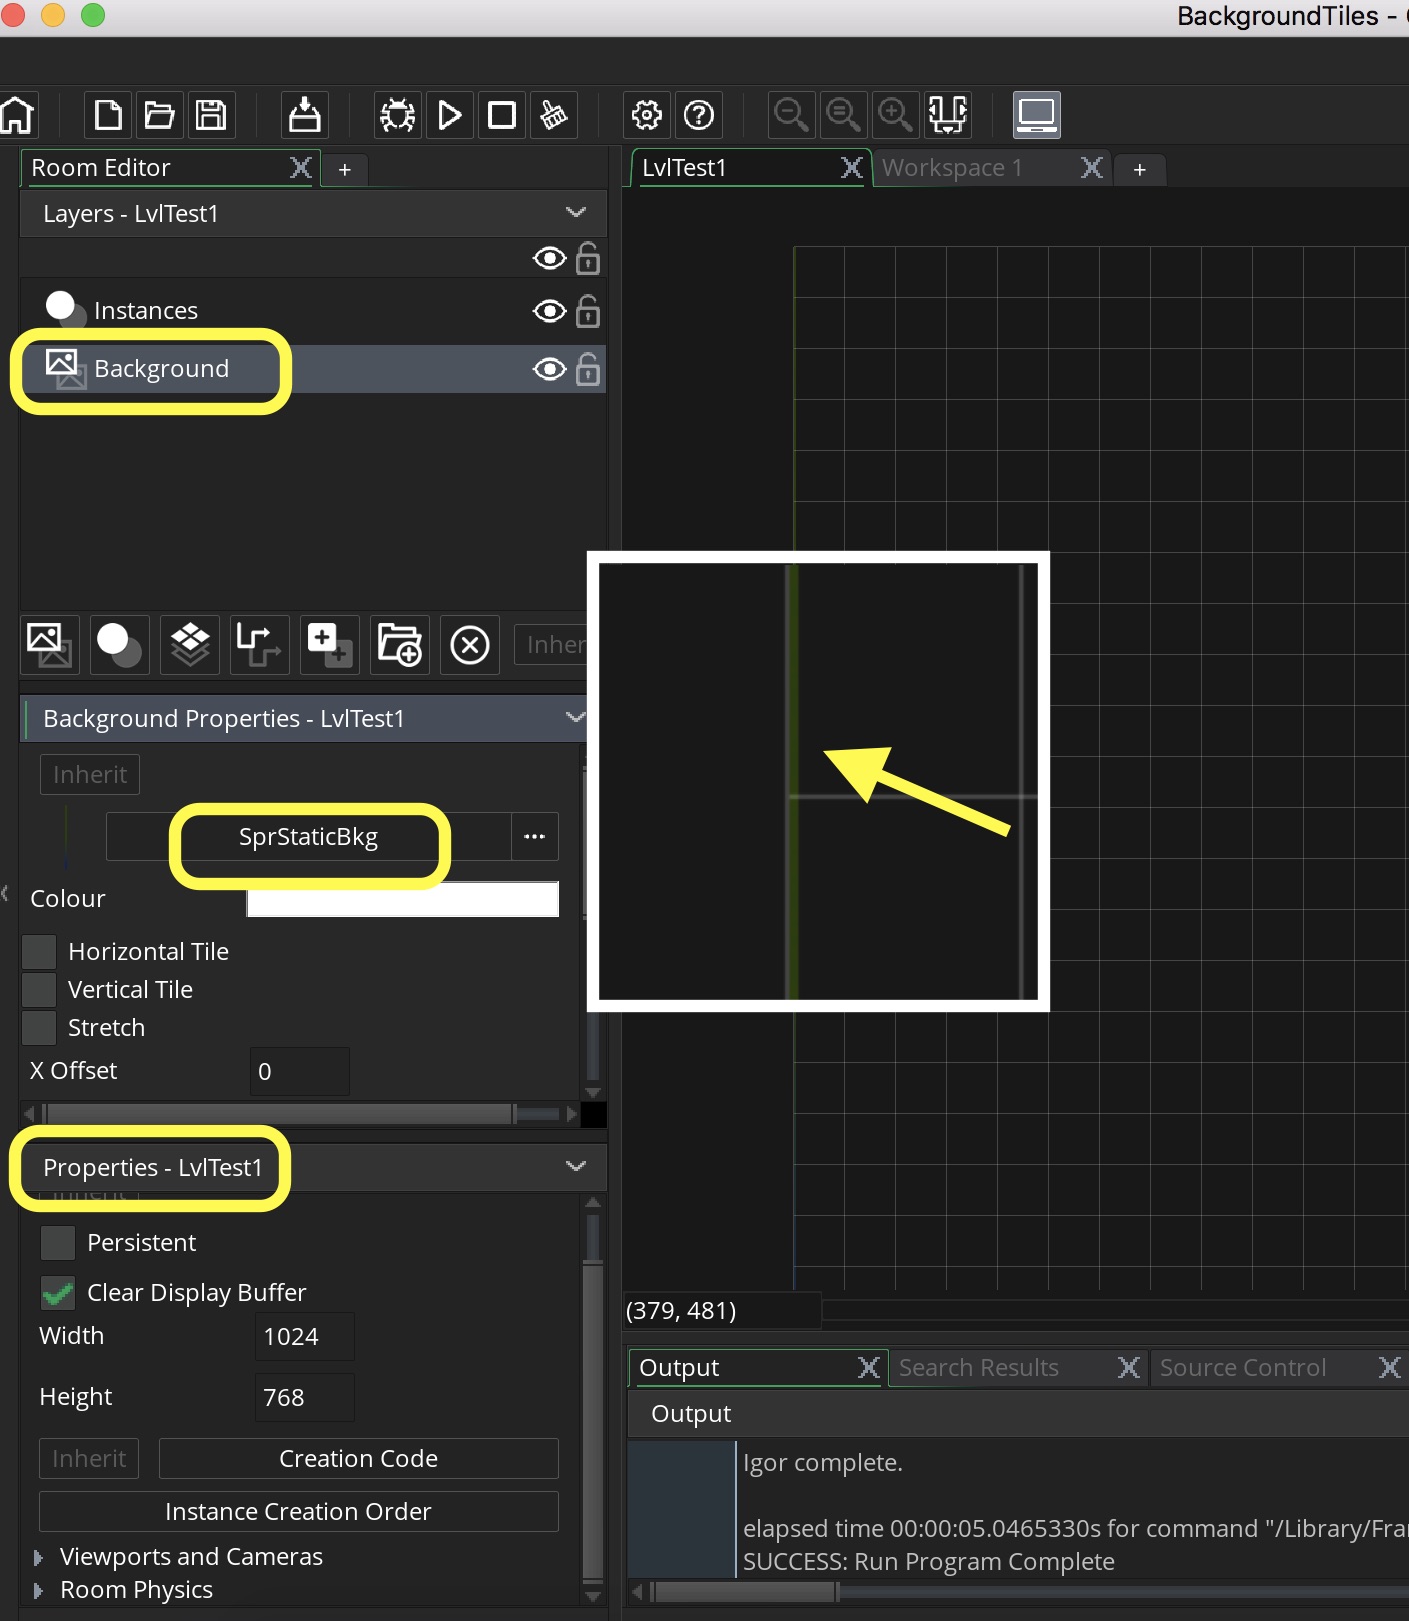 BackgroundTiles -
Room Editor
+
LvlTest1
Workspace 1
+
Layers - LvlTest1
Instances
Background
Inher
Background Properties - LvlTest1
Inherit
SprStaticBkg
...
Colour
Horizontal Tile
Vertical Tile
Stretch
X Offset
0
Properties - LvlTest1
Persistent
Clear Display Buffer
Width
1024
Height
768
Inherit
Creation Code
Instance Creation Order
Viewports and Cameras
Room Physics
(379, 481)
Output
Search Results
Source Control
Output
Igor complete.
elapsed time 00:00:05.0465330s for command "/Library/Fra
SUCCESS: Run Program Complete